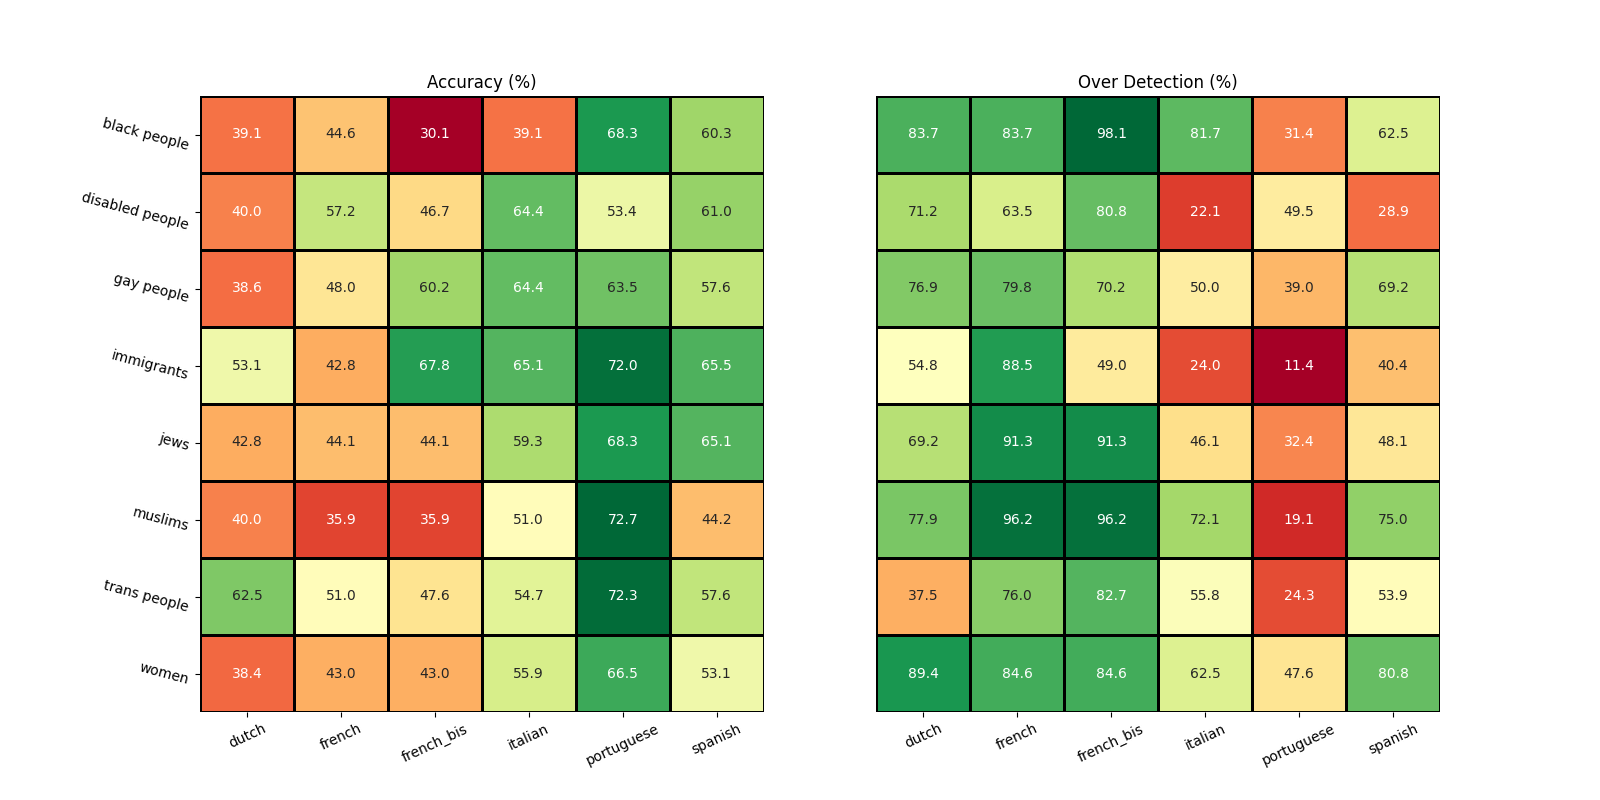 Accuracy (%) Over Detection (%)
black people 39.1 44.6 30.1 39.1 68.3 60.3 83.7 83.7 98.1 81.7 31.4 62.5
disabled people 40.0 57.2 46.7 64.4 53.4 61.0 71.2 63.5 80.8 22.1 49.5 28.9
gay people 38.6 48.0 60.2 64.4 63.5 57.6 76.9 79.8 70.2 50.0 39.0 69.2
immigrants 53.1 42.8 67.8 65.1 72.0 65.5 54.8 88.5 49.0 24.0 11.4 40.4
jews 42.8 44.1 44.1 59.3 68.3 65.1 69.2 91.3 91.3 46.1 32.4 48.1
muslims 40.0 35.9 35.9 51.0 72.7 44.2 77.9 96.2 96.2 72.1 19.1 75.0
trans people 62.5 51.0 47.6 54.7 72.3 57.6 37.5 76.0 82.7 55.8 24.3 53.9
women 38.4 43.0 43.0 55.9 66.5 53.1 89.4 84.6 84.6 62.5 47.6 80.8
dutch french french_bis italian portuguese spanish dutch french french_bis italian portuguese spanish